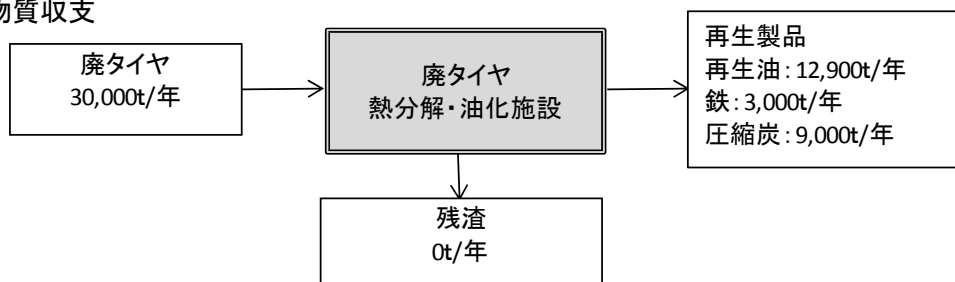 物質収支
廃タイヤ
30,000t/年
廃タイヤ
熱分解・油化施設
再生製品
再生油：12,900t/年
鉄：3,000t/年
圧縮炭：9,000t/年
残渣
0t/年